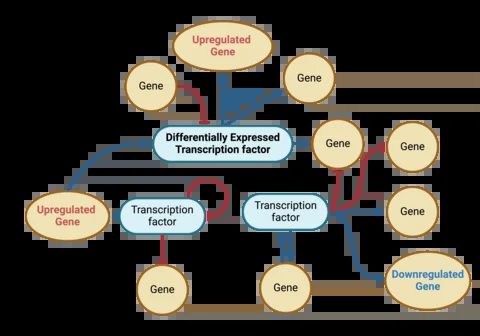 Upregulated
Gene
Gene
Gene
Differentially Expressed
Transcription factor
Gene
Gene
Upregulated
Gene
Transcription
factor
Transcription
factor
Gene
Gene
Gene
Downregulated
Gene